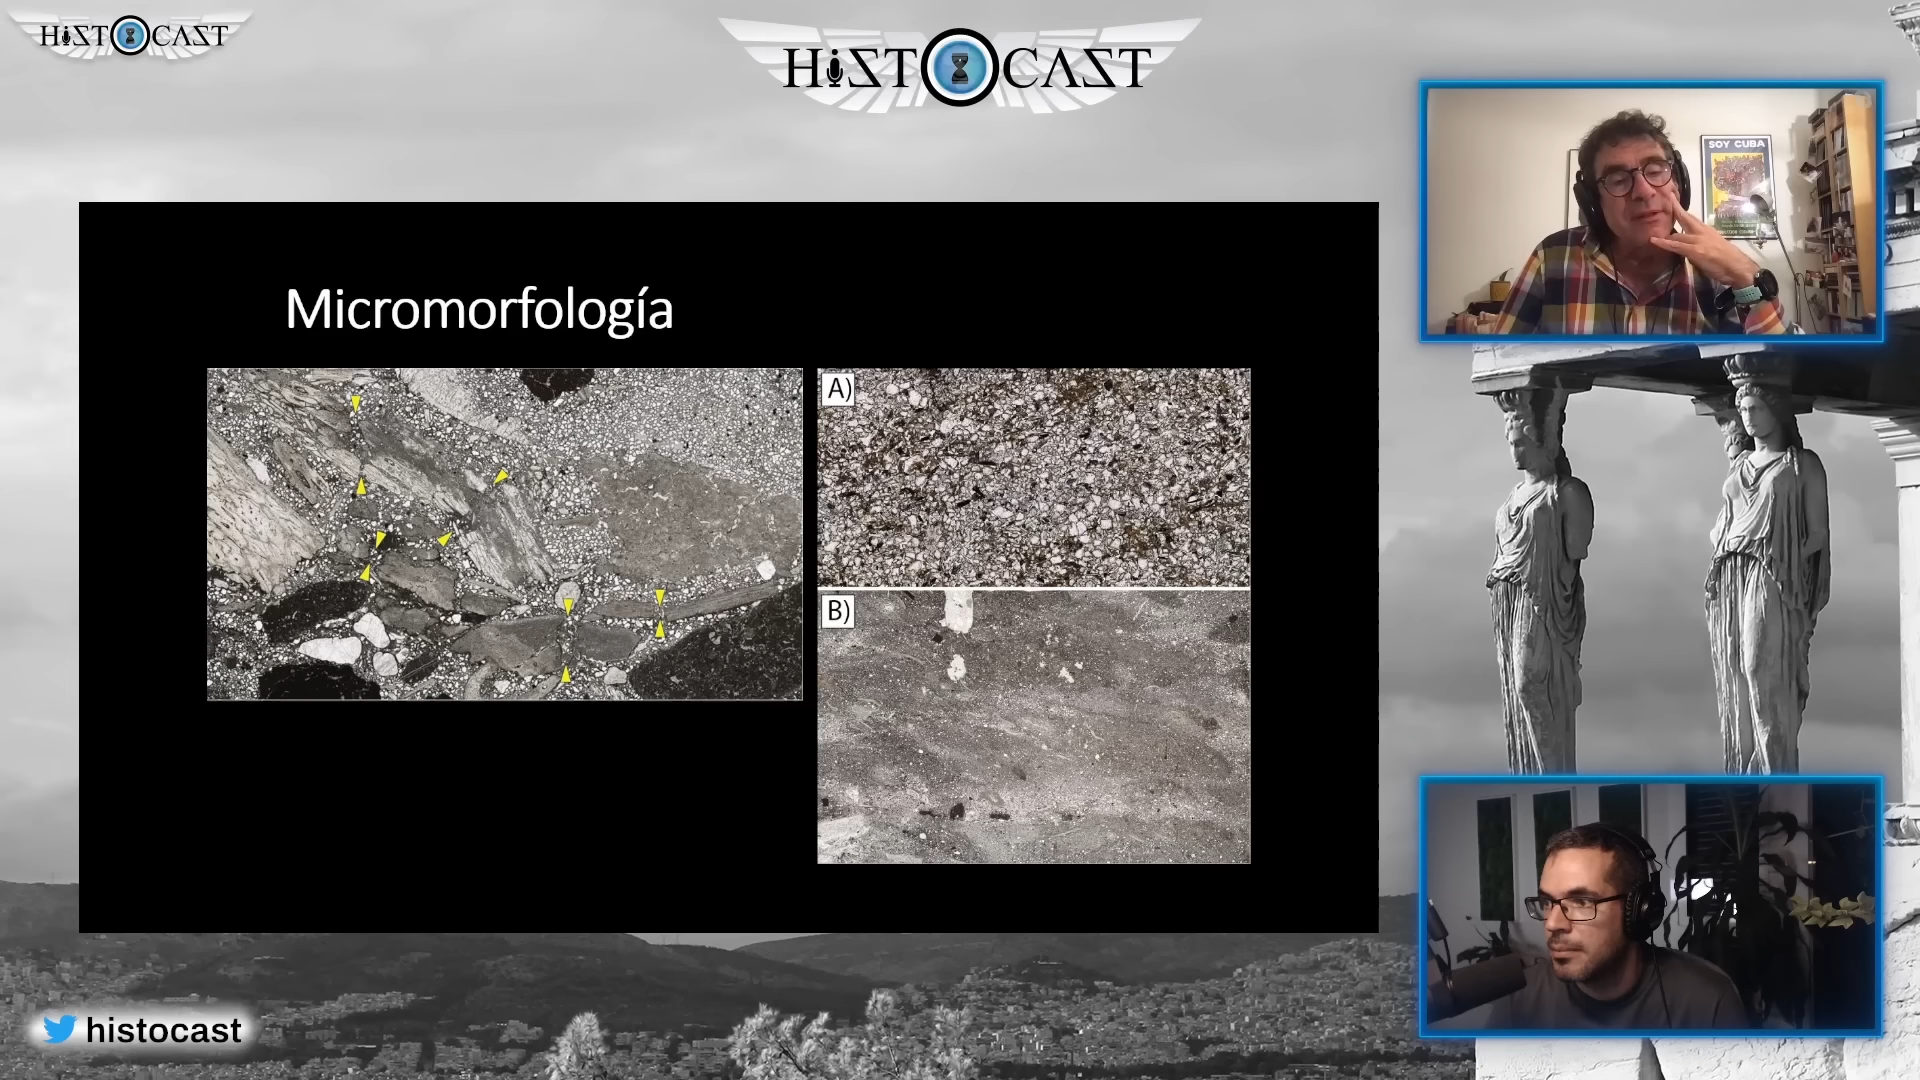 HiSTOCAST
HiSTOCAST
SOY CUBA
Micromorfología
A)
B)
histocast